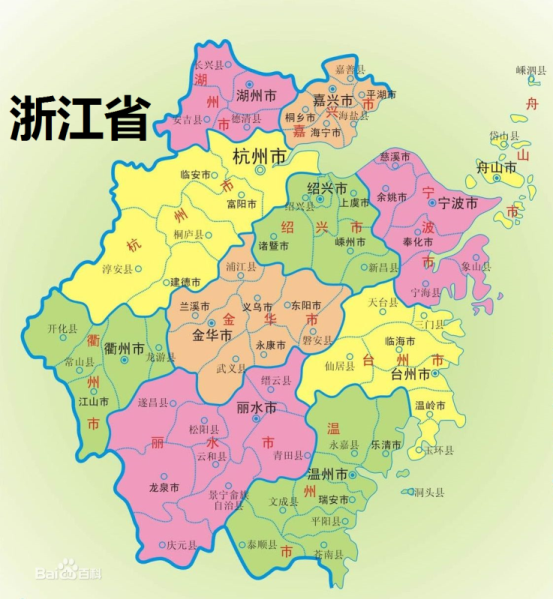 浙江省
长兴县
湖
州
市
湖州市
安吉县
德清县
嘉善县
嘉兴市
平湖市
桐乡市
海盐县
海宁市
嘉
兴
市
嵊泗县
舟
山
市
岱山县
舟山市
杭州市
临安市
富阳市
桐庐县
淳安县
建德市
杭
州
市
慈溪市
余姚市
宁波市
宁
波
市
奉化市
象山县
宁海县
绍兴市
绍兴县
上虞市
绍
兴
市
诸暨市
嵊州市
新昌县
浦江县
兰溪市
义乌市
东阳市
金
华
市
金华市
永康市
磐安县
武义县
天台县
三门县
临海市
仙居县
台
州
市
台州市
温岭市
玉环县
开化县
衢
州
市
衢州市
常山县
龙游县
江山市
缙云县
遂昌县
丽水市
松阳县
丽
水
市
云和县
青田县
龙泉市
景宁畲族
自治县
庆元县
温
州
市
永嘉县
乐清市
温州市
洞头县
文成县
瑞安市
平阳县
泰顺县
苍南县
Baidu百科